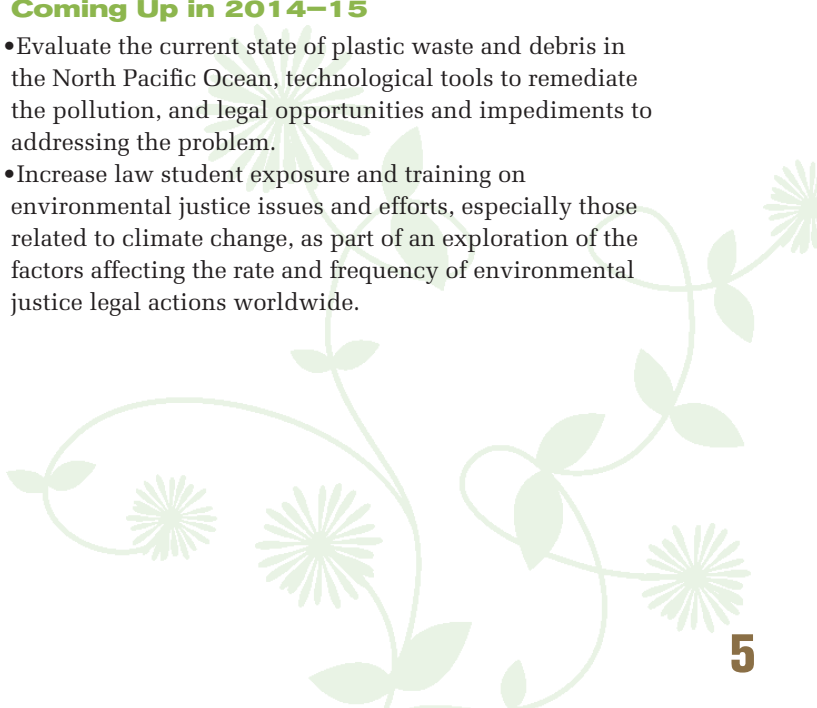 Coming Up in 2014–15
•Evaluate the current state of plastic waste and debris in
the North Pacific Ocean, technological tools to remediate
the pollution, and legal opportunities and impediments to
addressing the problem.
•Increase law student exposure and training on
environmental justice issues and efforts, especially those
related to climate change, as part of an exploration of the
factors affecting the rate and frequency of environmental
justice legal actions worldwide.
5